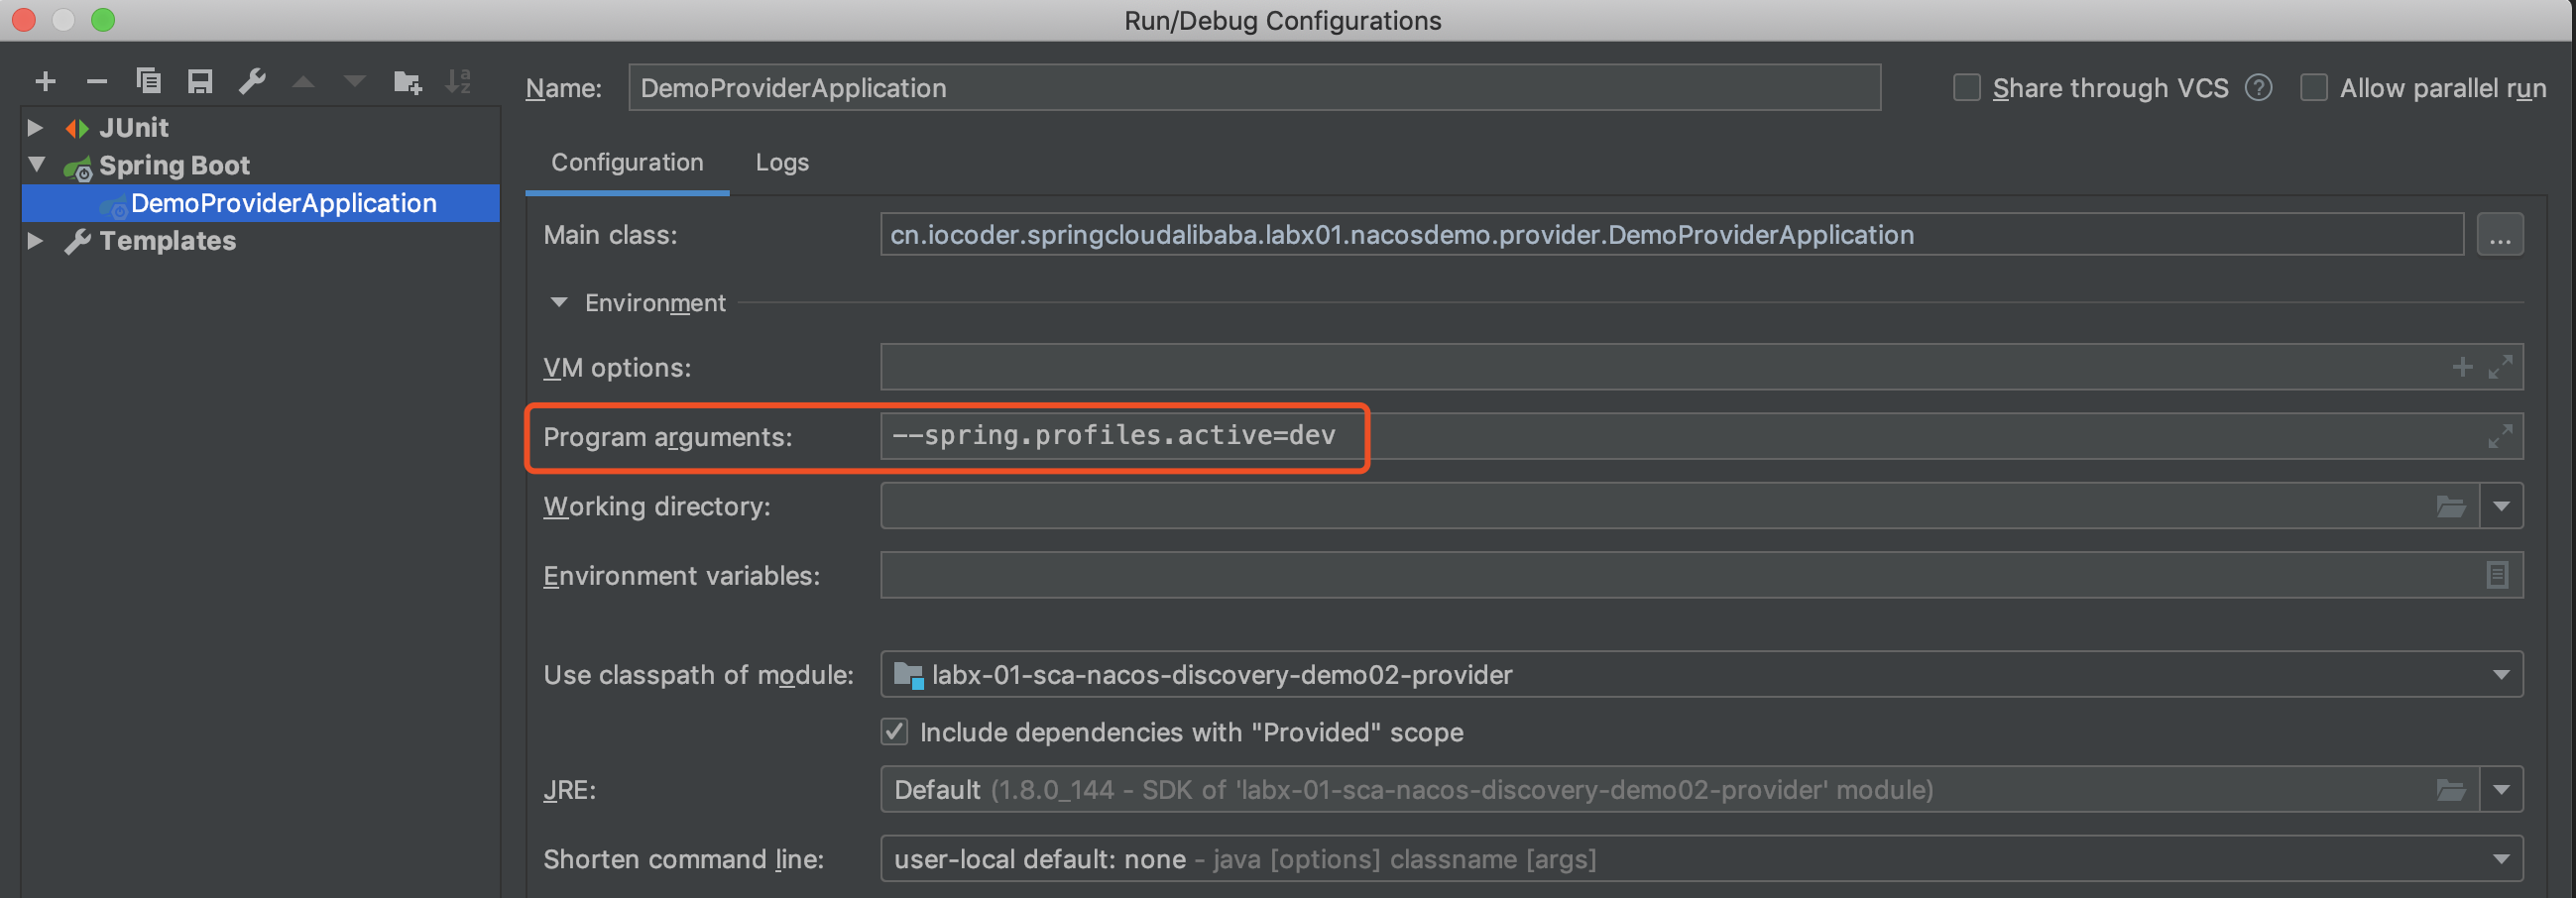 Run/Debug Configurations
Name: DemoProviderApplication
Share through VCS ?
Allow parallel run
JUnit
Spring Boot
DemoProviderApplication
Templates
Configuration Logs
Main class: cn.iocoder.springcloudalibaba.labx01.nacosdemo.provider.DemoProviderApplication ...
Environment
VM options:
Program arguments: --spring.profiles.active=dev
Working directory:
Environment variables:
Use classpath of module: labx-01-sca-nacos-discovery-demo02-provider
Include dependencies with "Provided" scope
JRE: Default (1.8.0_144 - SDK of 'labx-01-sca-nacos-discovery-demo02-provider' module)
Shorten command line: user-local default: none - java [options] classname [args]